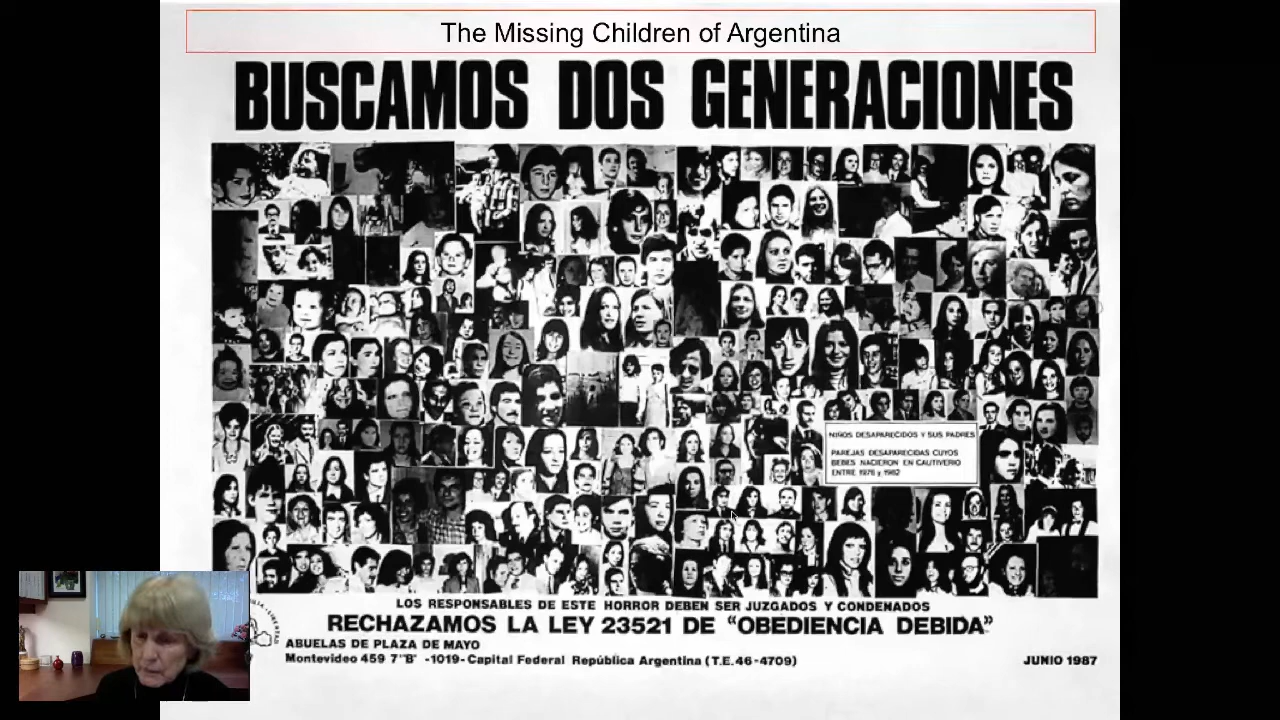 The Missing Children of Argentina
BUSCAMOS DOS GENERACIONES
NIÑOS DESAPARECIDOS Y SUS PADRES
PAREJAS DESAPARECIDAS CUYOS
BEBES NACIERON EN CAUTIVERIO
ENTRE 1976 y 1982
LOS RESPONSABLES DE ESTE HORROR DEBEN SER JUZGADOS Y CONDENADOS
RECHAZAMOS LA LEY 23521 DE “OBEDIENCIA DEBIDA”
ABUELAS DE PLAZA DE MAYO
Montevideo 459 7º"B" -1019- Capital Federal República Argentina (T.E. 46-4709)
JUNIO 1987